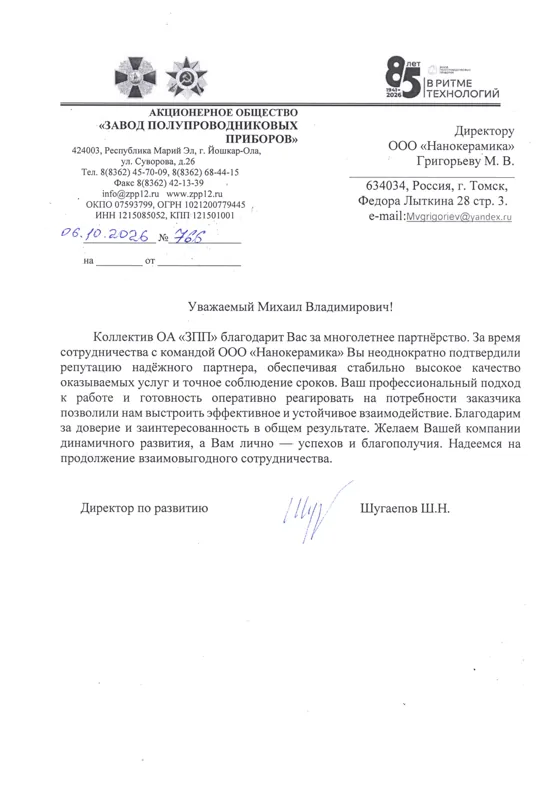 85 лет
1941-2026
В РИТМЕ
ТЕХНОЛОГИЙ
АКЦИОНЕРНОЕ ОБЩЕСТВО
«ЗАВОД ПОЛУПРОВОДНИКОВЫХ
ПРИБОРОВ»
424003, Республика Марий Эл, г. Йошкар-Ола,
ул. Суворова, д.26
Тел. 8(8362) 45-70-09, 8(8362) 68-44-15
Факс 8(8362) 42-13-39
info@zpp12.ru www.zpp12.ru
ОКПО 07593799, ОГРН 1021200779445
ИНН 1215085052, КПП 121501001
06.10.2026 № 766
на ________ от ____________
Директору
ООО «Нанокерамика»
Григорьеву М. В.
634034, Россия, г. Томск,
Федора Лыткина 28 стр. 3.
e-mail:Mvgrigoriev@yandex.ru
Уважаемый Михаил Владимирович!
Коллектив ОА «ЗПП» благодарит Вас за многолетнее партнёрство. За время
сотрудничества с командой ООО «Нанокерамика» Вы неоднократно подтвердили
репутацию надёжного партнера, обеспечивая стабильно высокое качество
оказываемых услуг и точное соблюдение сроков. Ваш профессиональный подход
к работе и готовность оперативно реагировать на потребности заказчика
позволили нам выстроить эффективное и устойчивое взаимодействие. Благодарим
за доверие и заинтересованность в общем результате. Желаем Вашей компании
динамичного развития, а Вам лично — успехов и благополучия. Надеемся на
продолжение взаимовыгодного сотрудничества.
Директор по развитию Шугаепов Ш.Н.